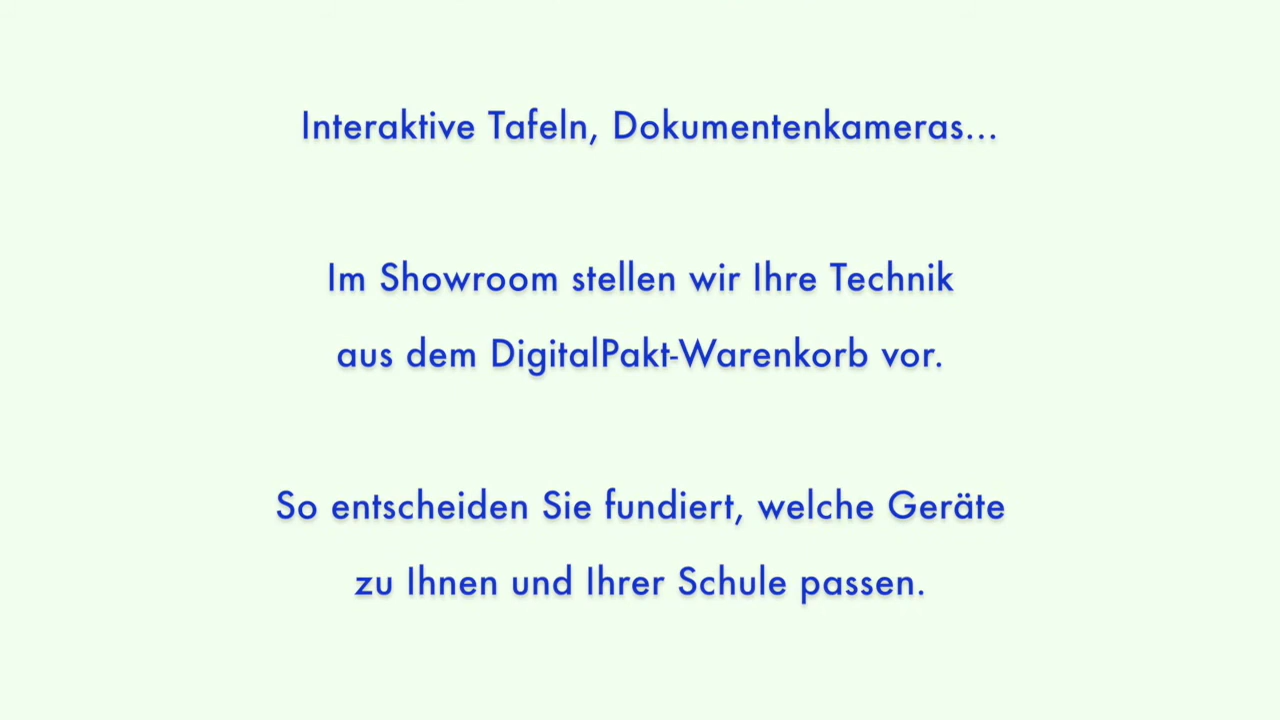 Interaktive Tafeln, Dokumentenkameras...
Im Showroom stellen wir Ihre Technik
aus dem DigitalPakt-Warenkorb vor.
So entscheiden Sie fundiert, welche Geräte
zu Ihnen und Ihrer Schule passen.